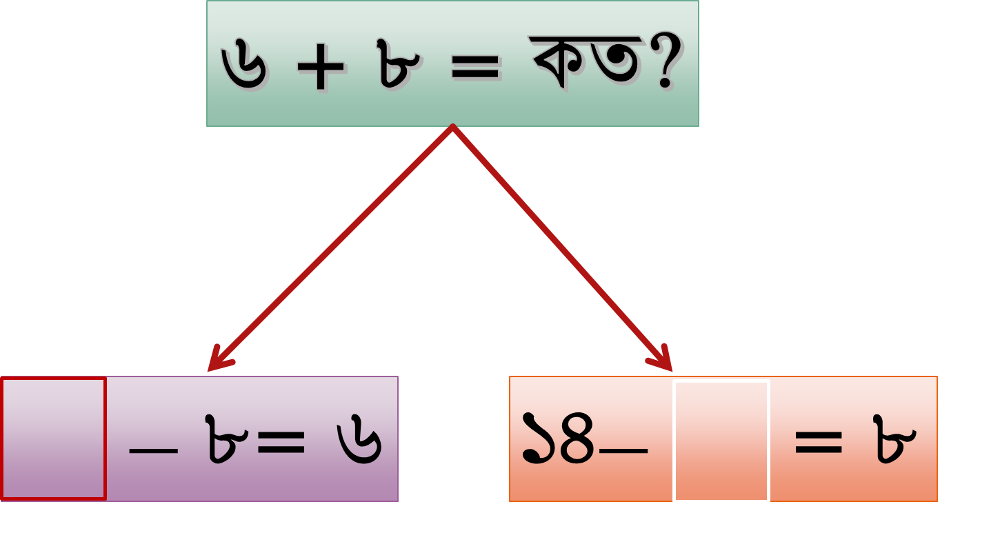 ৬ + ৮ = কত?
– ৮= ৬
১৪– = ৮